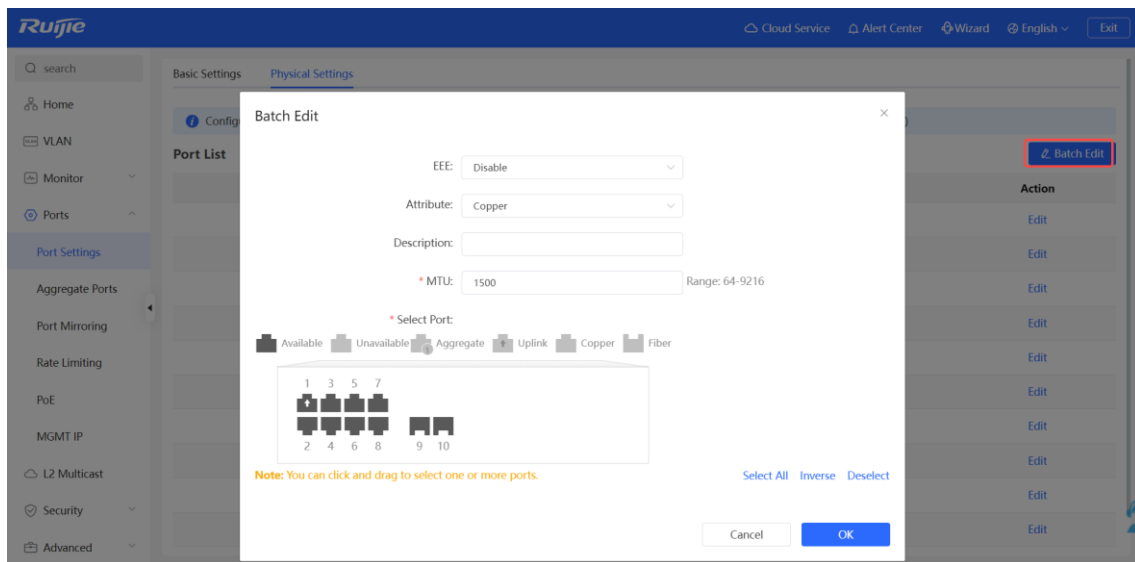 Ruijie
Cloud Service Alert Center Wizard English Exit
search
Home
VLAN
Monitor
Ports
Port Settings
Aggregate Ports
Port Mirroring
Rate Limiting
PoE
MGMT IP
L2 Multicast
Security
Advanced
Basic Settings Physical Settings
Config )
Port List Batch Edit
Action
Edit
Edit
Edit
Edit
Edit
Edit
Edit
Edit
Edit
Edit
Batch Edit
EEE: Disable
Attribute: Copper
Description:
* MTU: 1500 Range: 64-9216
* Select Port:
Available Unavailable Aggregate Uplink Copper Fiber
1 3 5 7
2 4 6 8 9 10
Note: You can click and drag to select one or more ports. Select All Inverse Deselect
Cancel OK